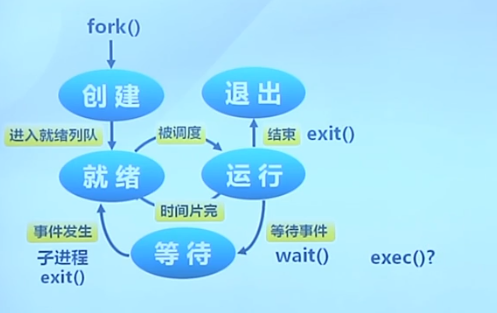 fork()
创建
退出
进入就绪列队
被调度
结束 exit()
就绪
运行
时间片完
事件发生
等待事件
子进程
等待
wait()
exec()?
exit()